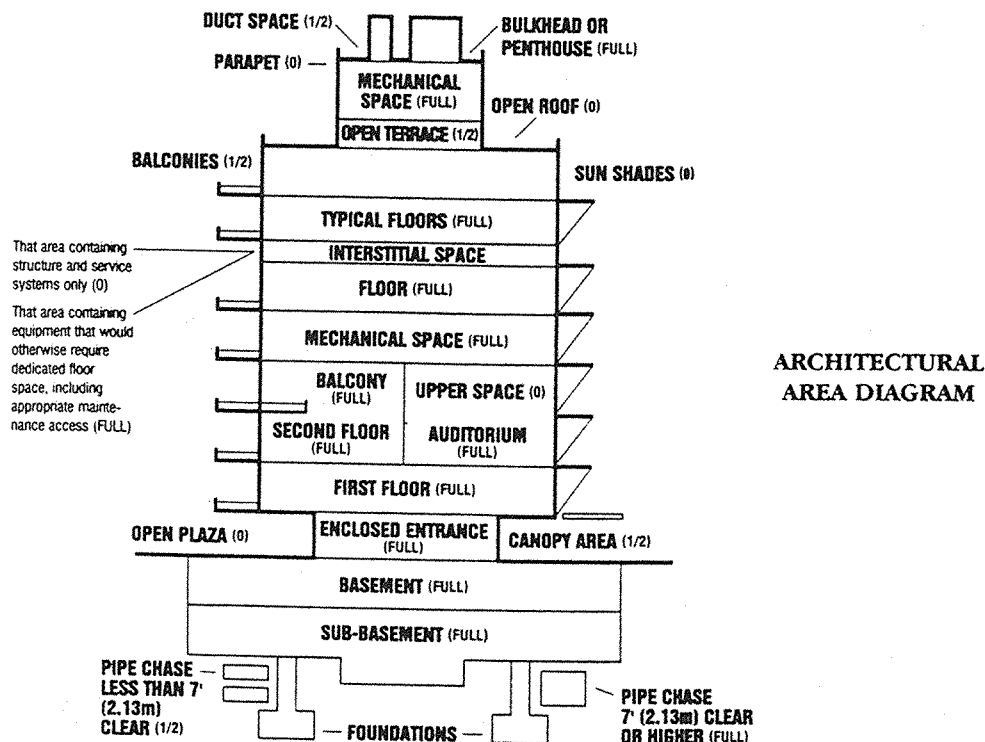 DUCT SPACE (1/2)
BULKHEAD OR
PENTHOUSE (FULL)
PARAPET (0)
MECHANICAL
SPACE (FULL)
OPEN ROOF (0)
OPEN TERRACE (1/2)
BALCONIES (1/2)
SUN SHADES (0)
TYPICAL FLOORS (FULL)
INTERSTITIAL SPACE
That area containing
structure and service
systems only (0)
FLOOR (FULL)
That area containing
equipment that would
otherwise require
dedicated floor
space, including
appropriate mainte-
nance access (FULL)
MECHANICAL SPACE (FULL)
ARCHITECTURAL
AREA DIAGRAM
BALCONY
(FULL)
UPPER SPACE (0)
SECOND FLOOR
(FULL)
AUDITORIUM
(FULL)
FIRST FLOOR (FULL)
OPEN PLAZA (0)
ENCLOSED ENTRANCE
(FULL)
CANOPY AREA (1/2)
BASEMENT (FULL)
SUB-BASEMENT (FULL)
PIPE CHASE
LESS THAN 7'
(2.13m)
CLEAR (1/2)
FOUNDATIONS
PIPE CHASE
7' (2.13m) CLEAR
OR HIGHER (FULL)